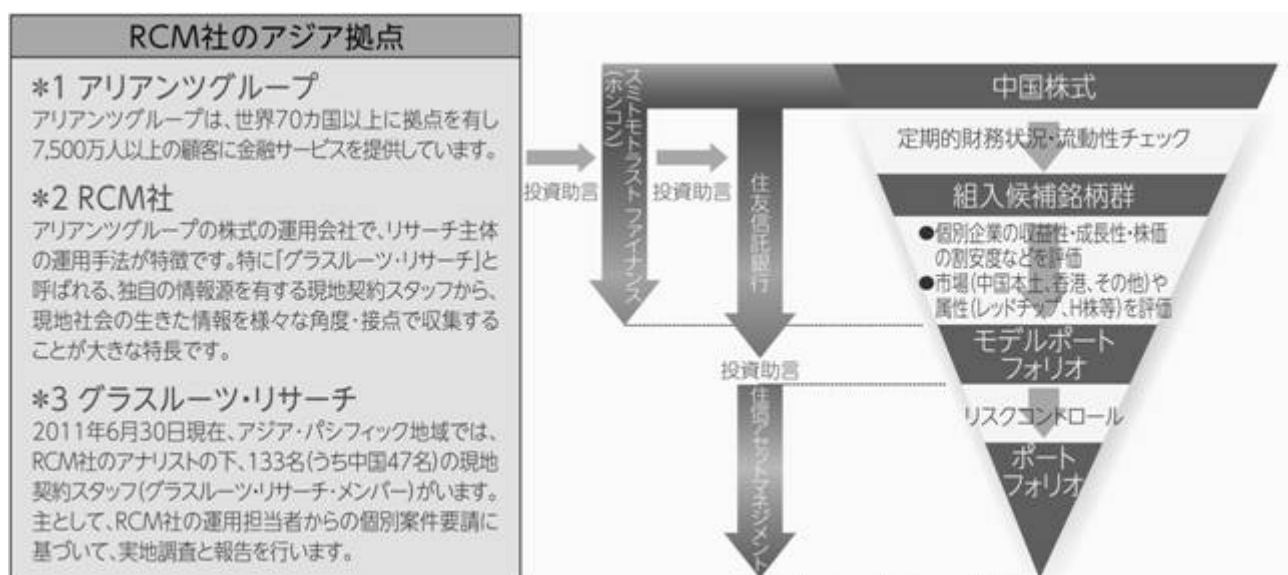 RCM社のアジア拠点
*1 アリアンツグループ
アリアンツグループは、世界70カ国以上に拠点を有し
7,500万人以上の顧客に金融サービスを提供しています。
*2 RCM社
アリアンツグループの株式の運用会社で、リサーチ主体
の運用手法が特徴です。特に「グラスルーツ・リサーチ」と
呼ばれる、独自の情報源を有する現地契約スタッフから、
現地社会の生きた情報を様々な角度・接点で収集する
ことが大きな特長です。
*3 グラスルーツ・リサーチ
2011年6月30日現在、アジア・パシフィック地域では、
RCM社のアナリストの下、133名(うち中国47名)の現地
契約スタッフ(グラスルーツ・リサーチ・メンバー)がいます。
主として、RCM社の運用担当者からの個別案件要請に
基づいて、実地調査と報告を行います。
投資助言
スミトモトラスト ファイナンス
(ホンコン)
投資助言
住友信託銀行
投資助言
住信アセットマネジメント
中国株式
定期的財務状況・流動性チェック
組入候補銘柄群
●個別企業の収益性・成長性・株価
の割安度などを評価
●市場(中国本土、香港、その他)や
属性(レッドチップ、H株等)を評価
モデルポート
フォリオ
リスクコントロール
ポート
フォリオ